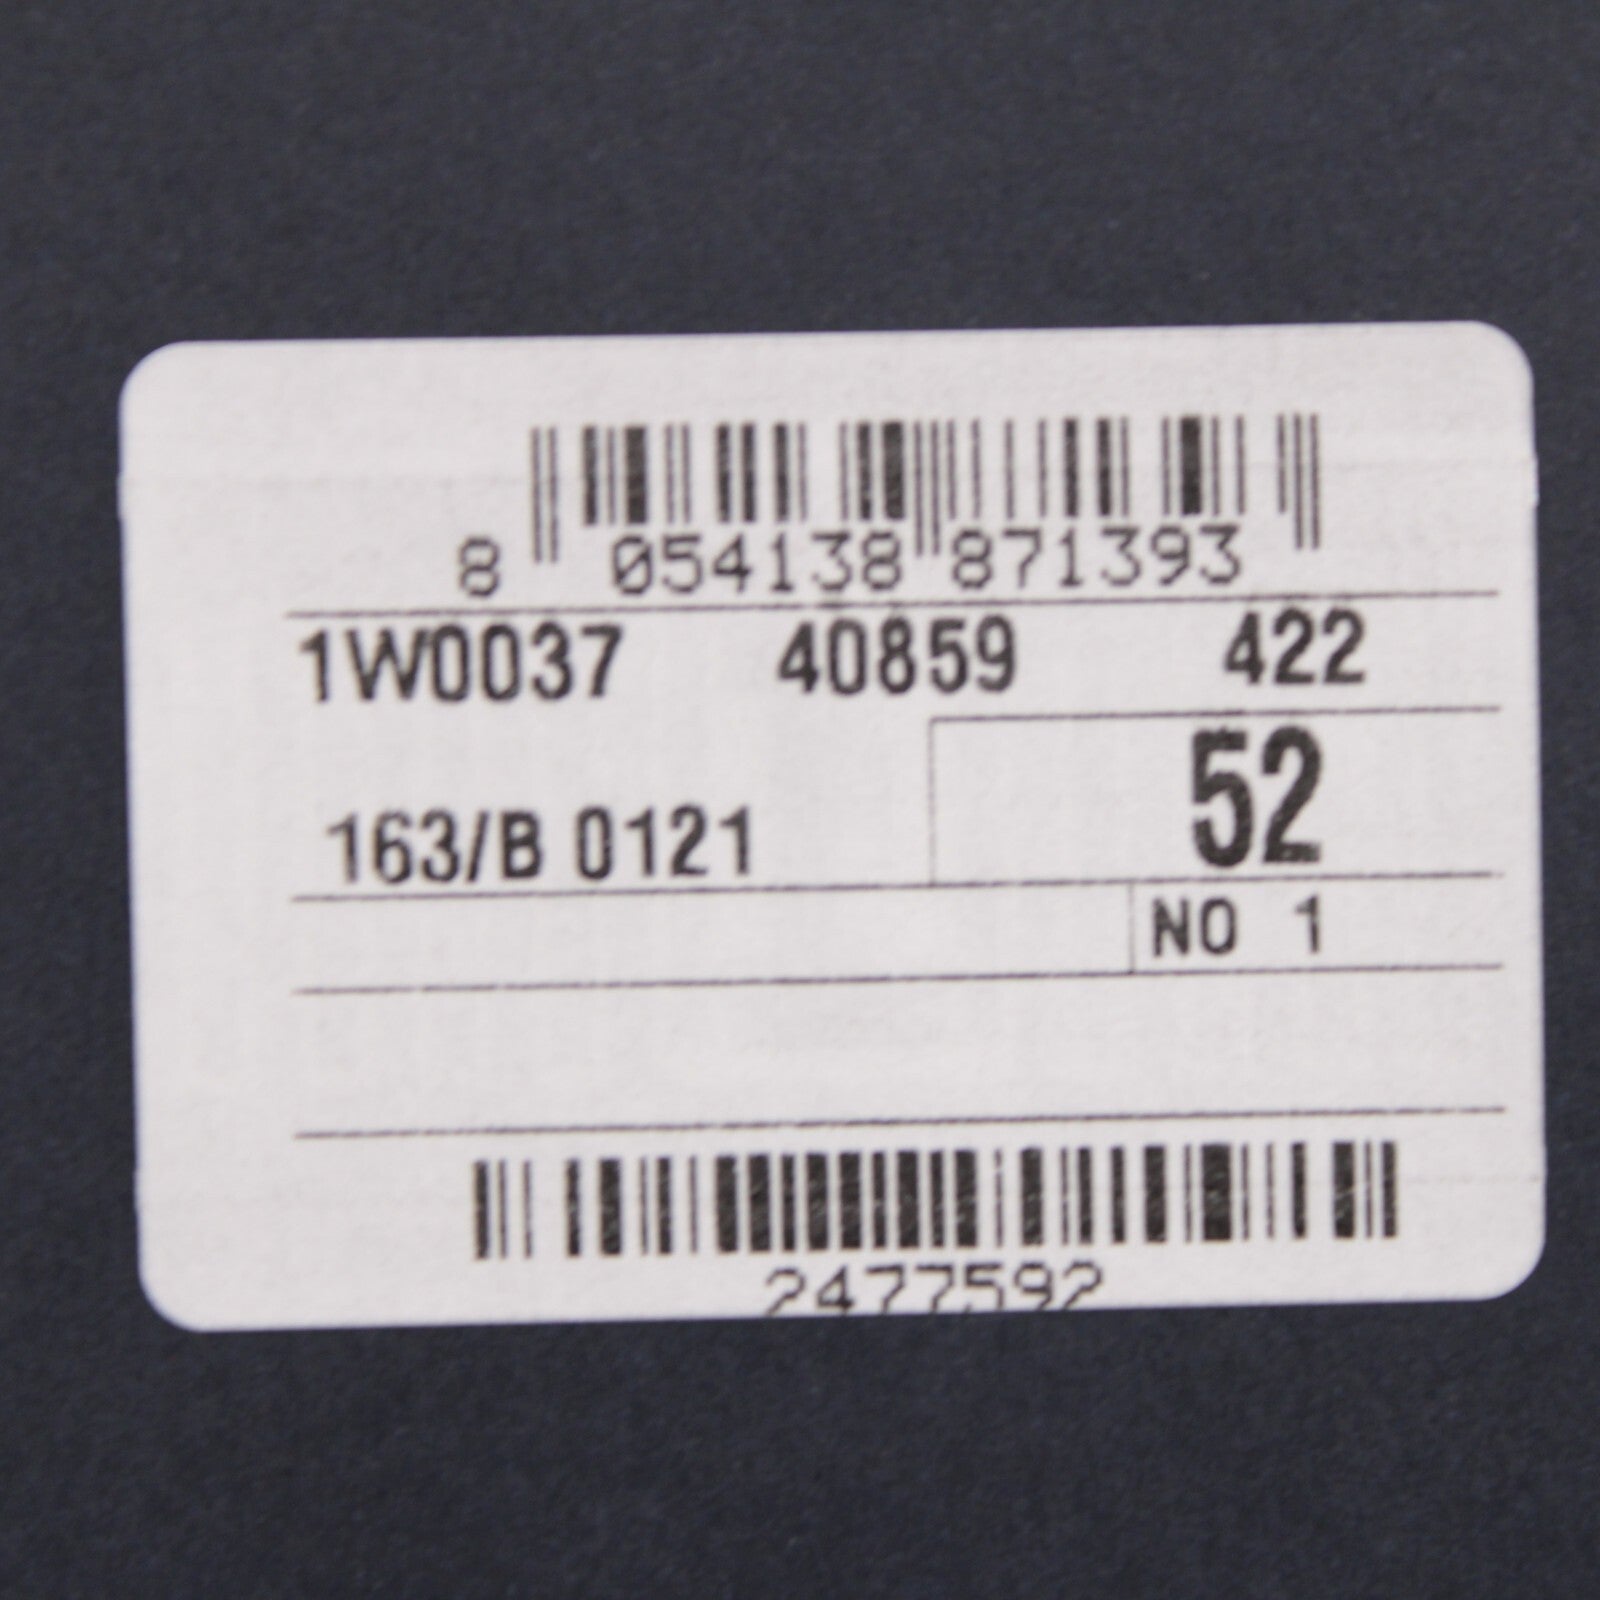 8 054138 871393
1W0037 40859 422
52
163/B 0121
NO 1
2477592